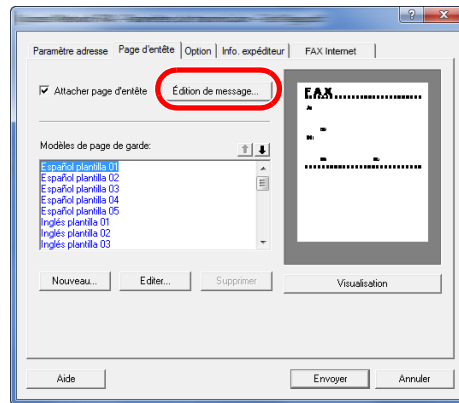 Paramètre adresse Page d'entête Option Info. expéditeur FAX Internet
Attacher page d'entête Édition de message...
FAX
Modèles de page de garde:
Español plantilla 01
Español plantilla 02
Español plantilla 03
Español plantilla 04
Español plantilla 05
Inglés plantilla 01
Inglés plantilla 02
Inglés plantilla 03
Nouveau... Editer... Supprimer Visualisation
Aide Envoyer Annuler